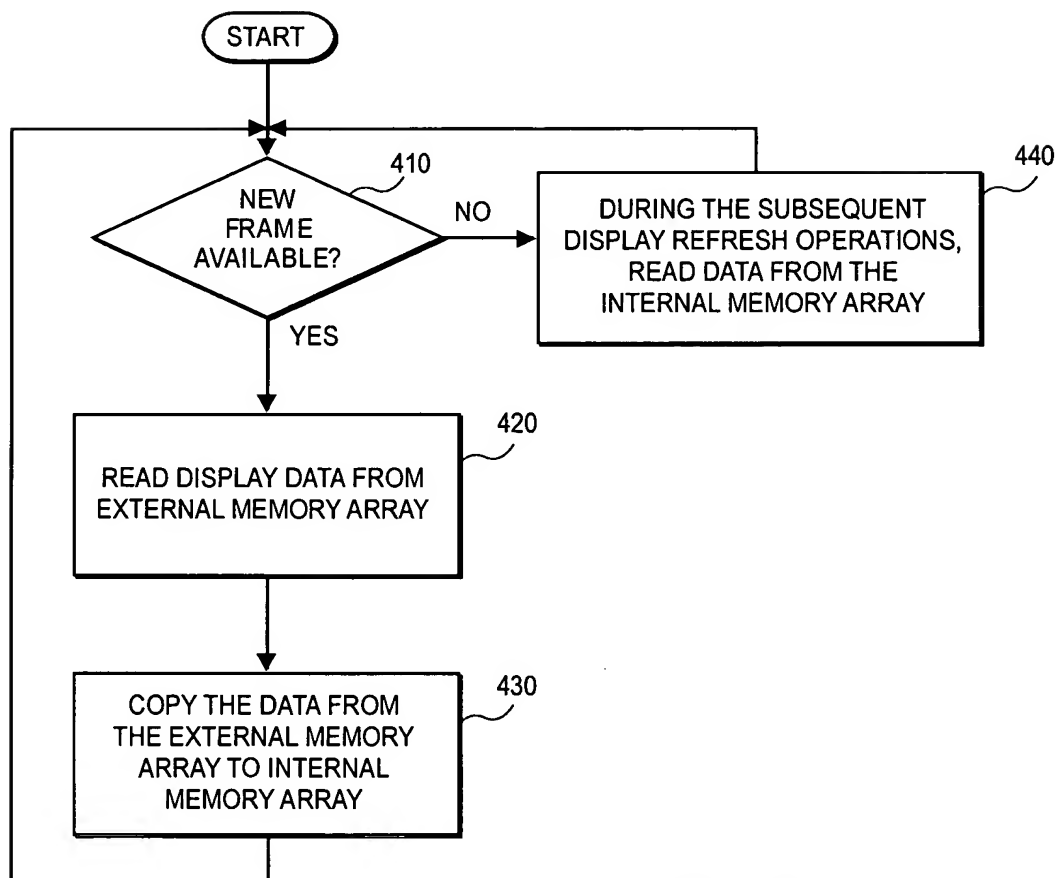 START
410
NEW
FRAME
AVAILABLE?
NO
440
DURING THE SUBSEQUENT
DISPLAY REFRESH OPERATIONS,
READ DATA FROM THE
INTERNAL MEMORY ARRAY
YES
420
READ DISPLAY DATA FROM
EXTERNAL MEMORY ARRAY
430
COPY THE DATA FROM
THE EXTERNAL MEMORY
ARRAY TO INTERNAL
MEMORY ARRAY